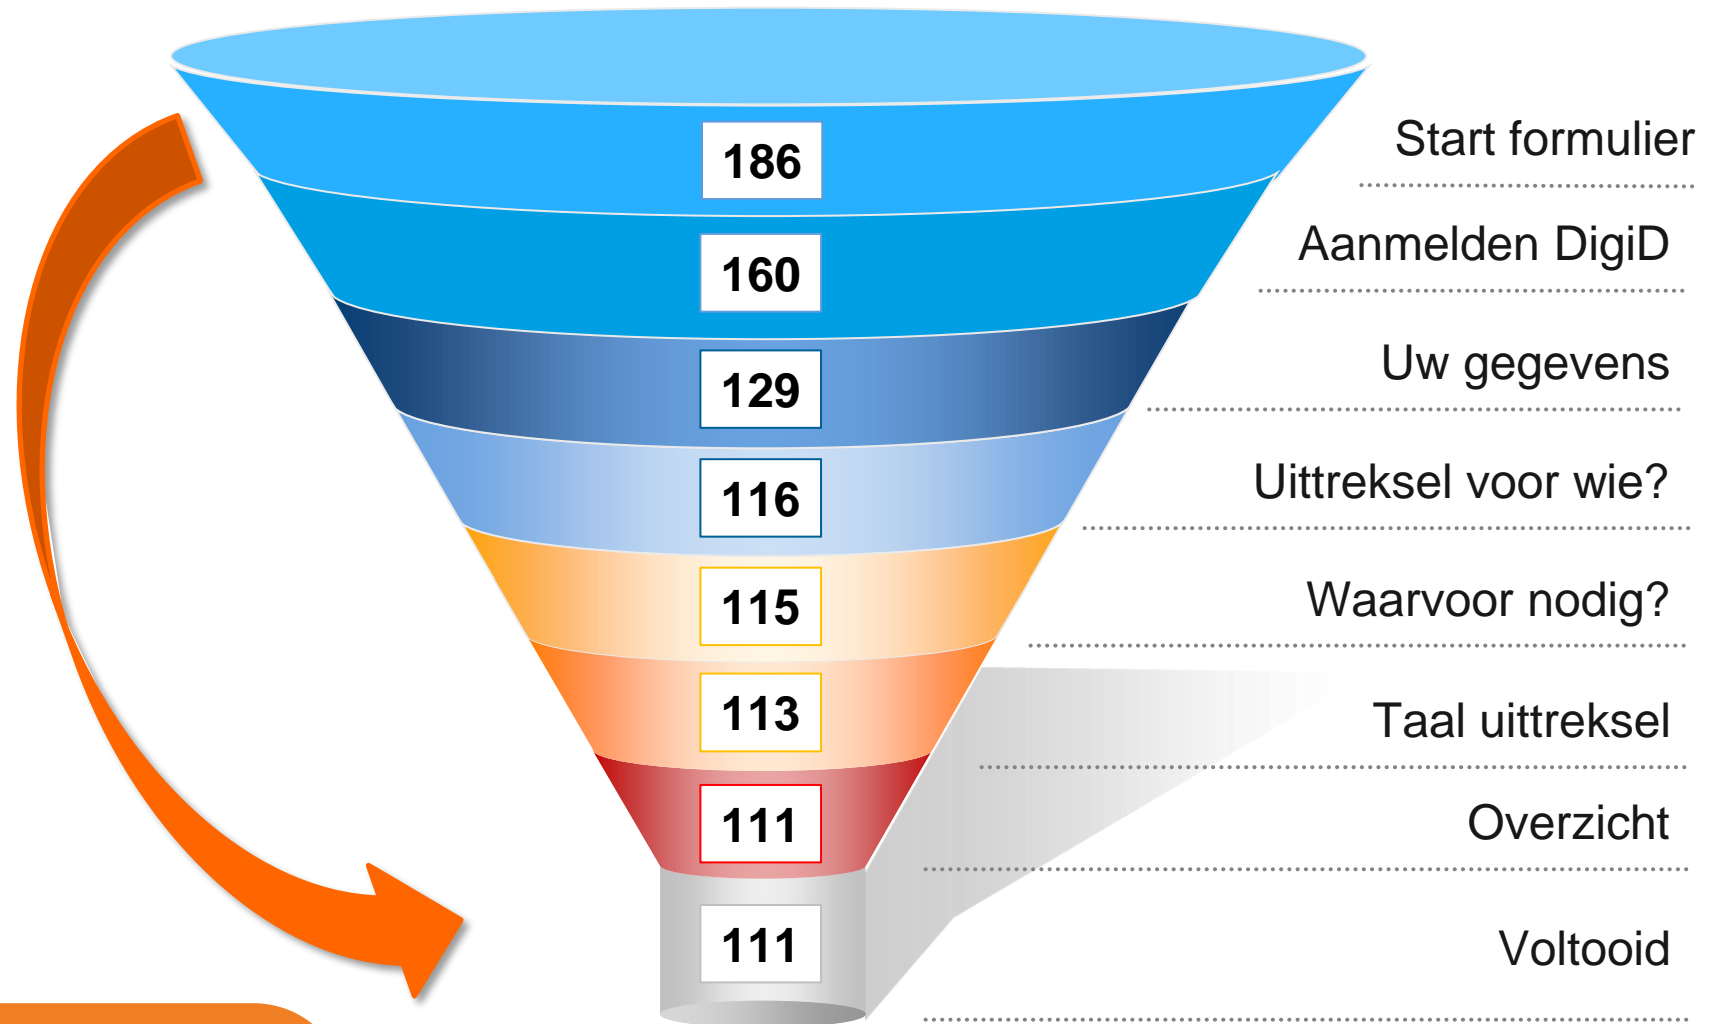 186
Start formulier
160
Aanmelden DigiD
129
Uw gegevens
116
Uittreksel voor wie?
115
Waarvoor nodig?
113
Taal uittreksel
111
Overzicht
111
Voltooid